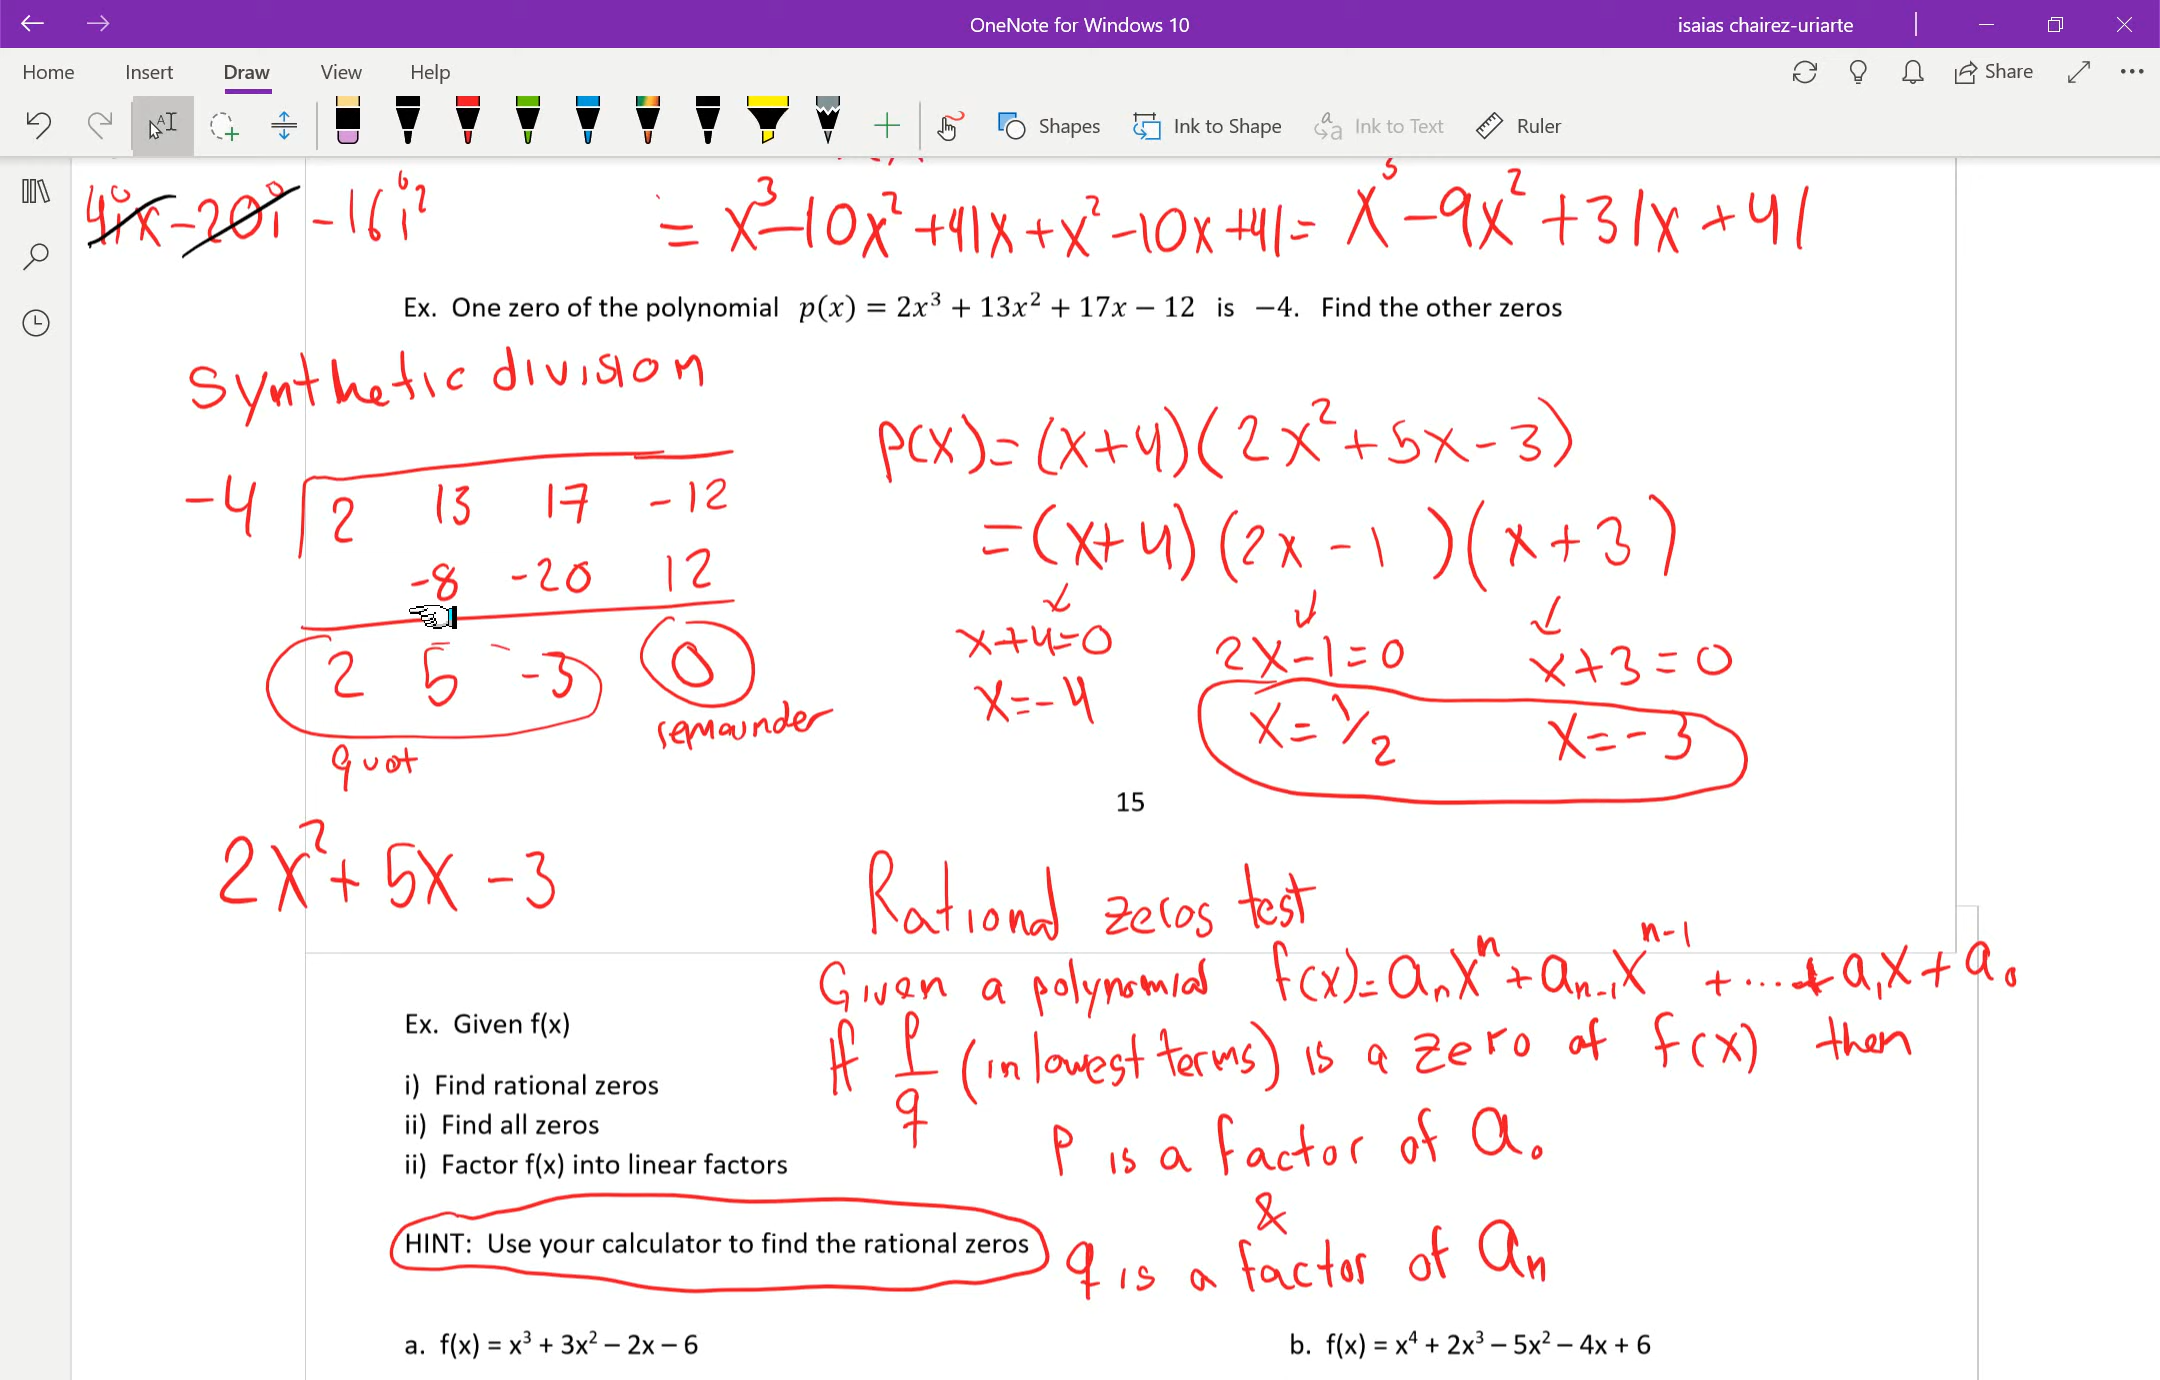 OneNote for Windows 10
isaias chairez-uriarte
Home Insert Draw View Help
Share
Shapes Ink to Shape Ink to Text Ruler
4ix - 20i - 16i²
= x³ - 10x² + 41x + x² - 10x + 41 = x³ - 9x² + 31x + 41
Ex. One zero of the polynomial p(x) = 2x³ + 13x² + 17x − 12 is −4. Find the other zeros
Synthetic division
-4 2 13 17 -12
-8 -20 12
2 5 -3 0
quot
remainder
2x² + 5x - 3
P(x) = (x+4)(2x² + 5x - 3)
= (x+4)(2x - 1)(x + 3)
x+4=0
x=-4
2x-1=0
x=1/2
x+3=0
x=-3
15
Rational zeros test
Given a polynomial f(x)= aₙxⁿ + aₙ₋₁xⁿ⁻¹ + ... + a₁x + a₀
If p/q (in lowest terms) is a zero of f(x) then
P is a factor of a₀
&
q is a factor of aₙ
Ex. Given f(x)
i) Find rational zeros
ii) Find all zeros
ii) Factor f(x) into linear factors
HINT: Use your calculator to find the rational zeros
a. f(x) = x³ + 3x² – 2x – 6
b. f(x) = x⁴ + 2x³ – 5x² – 4x + 6